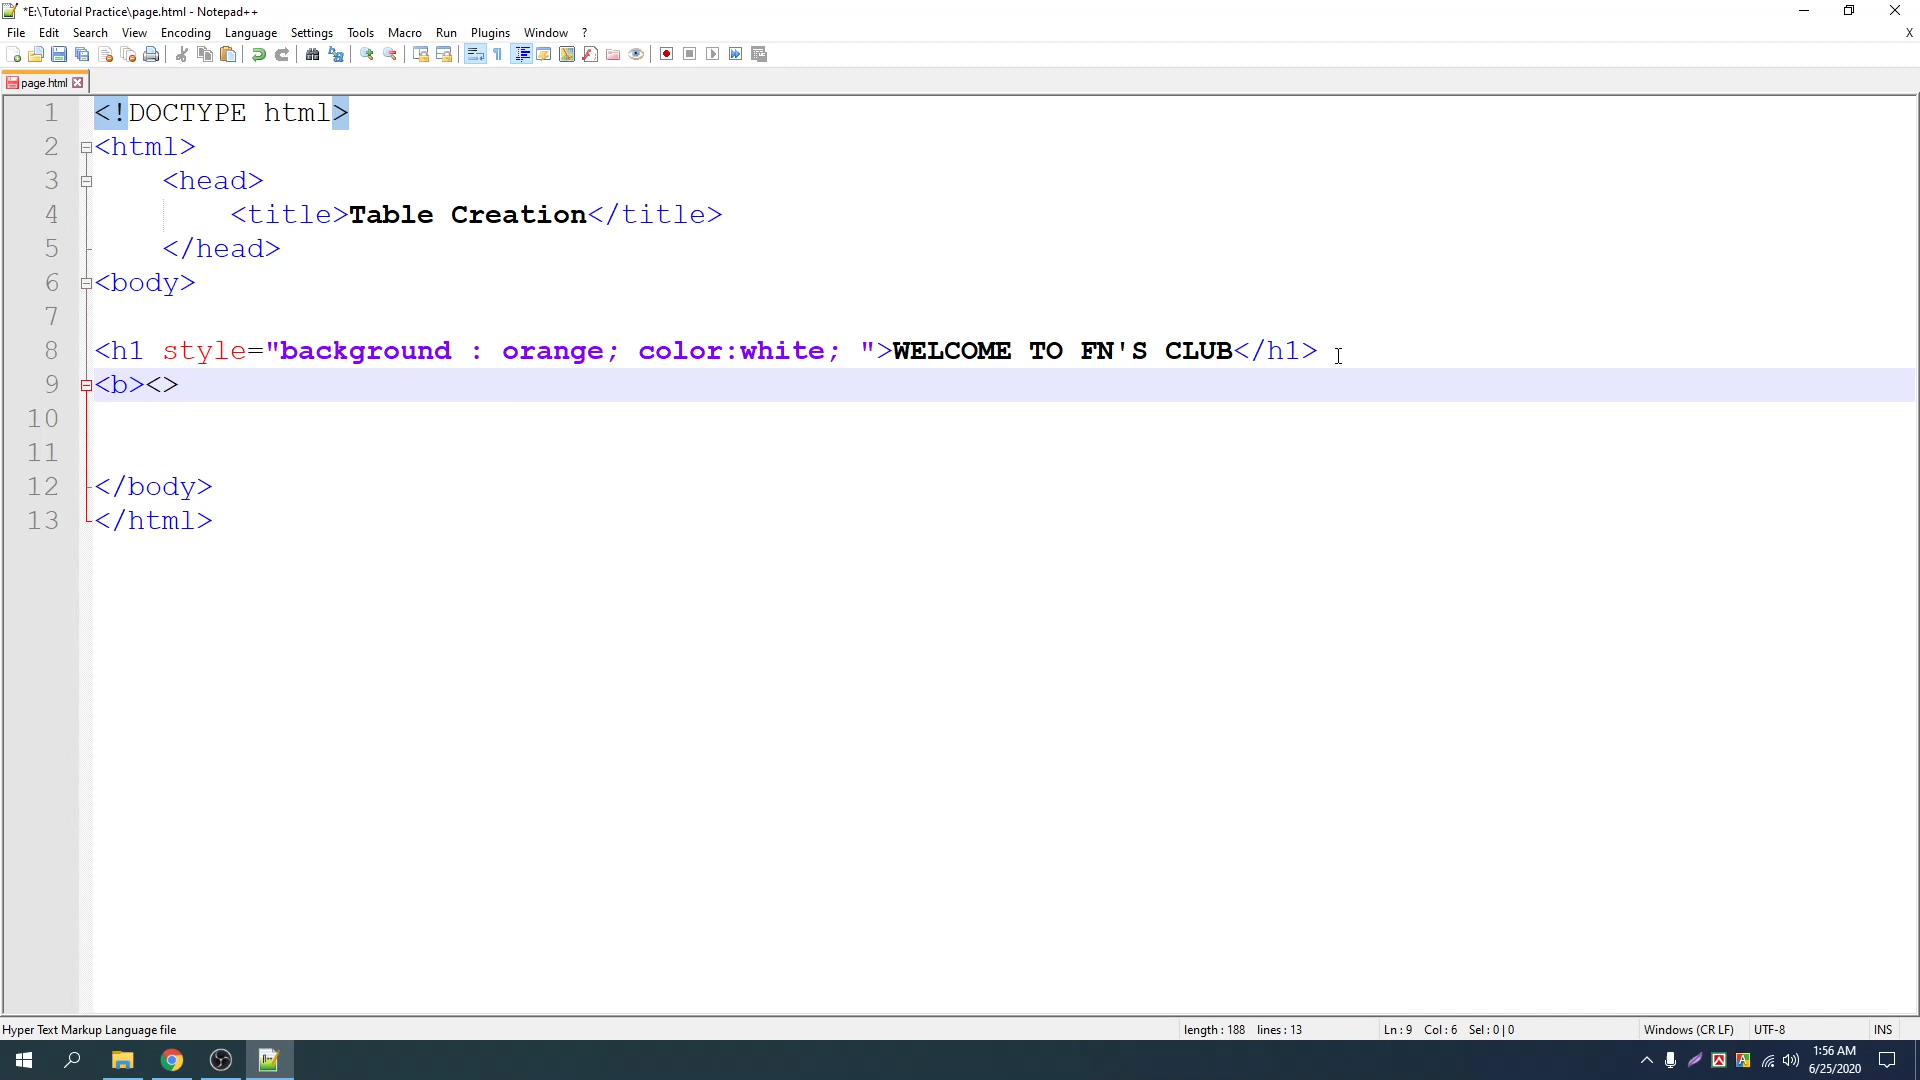 *E:\Tutorial Practice\page.html - Notepad++
File Edit Search View Encoding Language Settings Tools Macro Run Plugins Window ? X
page.html
1 <!DOCTYPE html>
2 <html>
3 <head>
4 <title>Table Creation</title>
5 </head>
6 <body>
7
8 <h1 style="background : orange; color:white; ">WELCOME TO FN'S CLUB</h1>
9 <b><>
10
11
12 </body>
13 </html>
Hyper Text Markup Language file length : 188 lines : 13 Ln : 9 Col : 6 Sel : 0 | 0 Windows (CR LF) UTF-8 INS
1:56 AM
6/25/2020